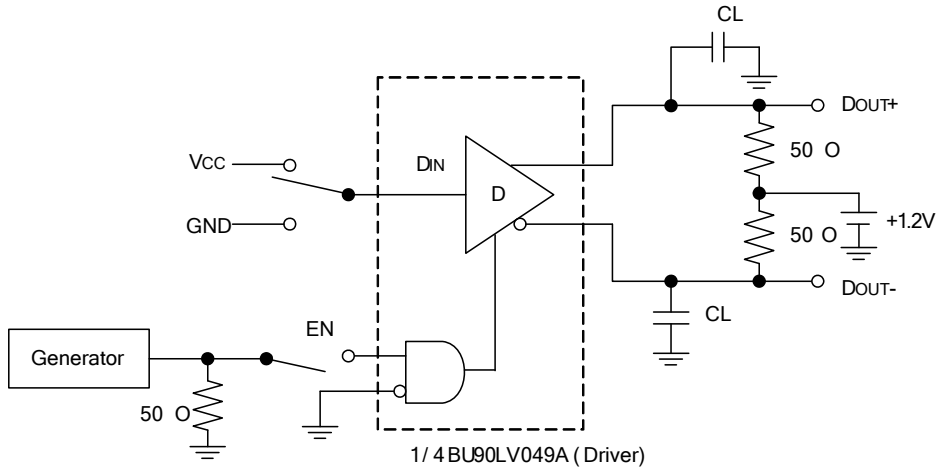 CL
DOUT+
50 O
VCC
DIN
D
GND
+1.2V
50 O
DOUT-
CL
EN
Generator
50 O
1/4 BU90LV049A (Driver)